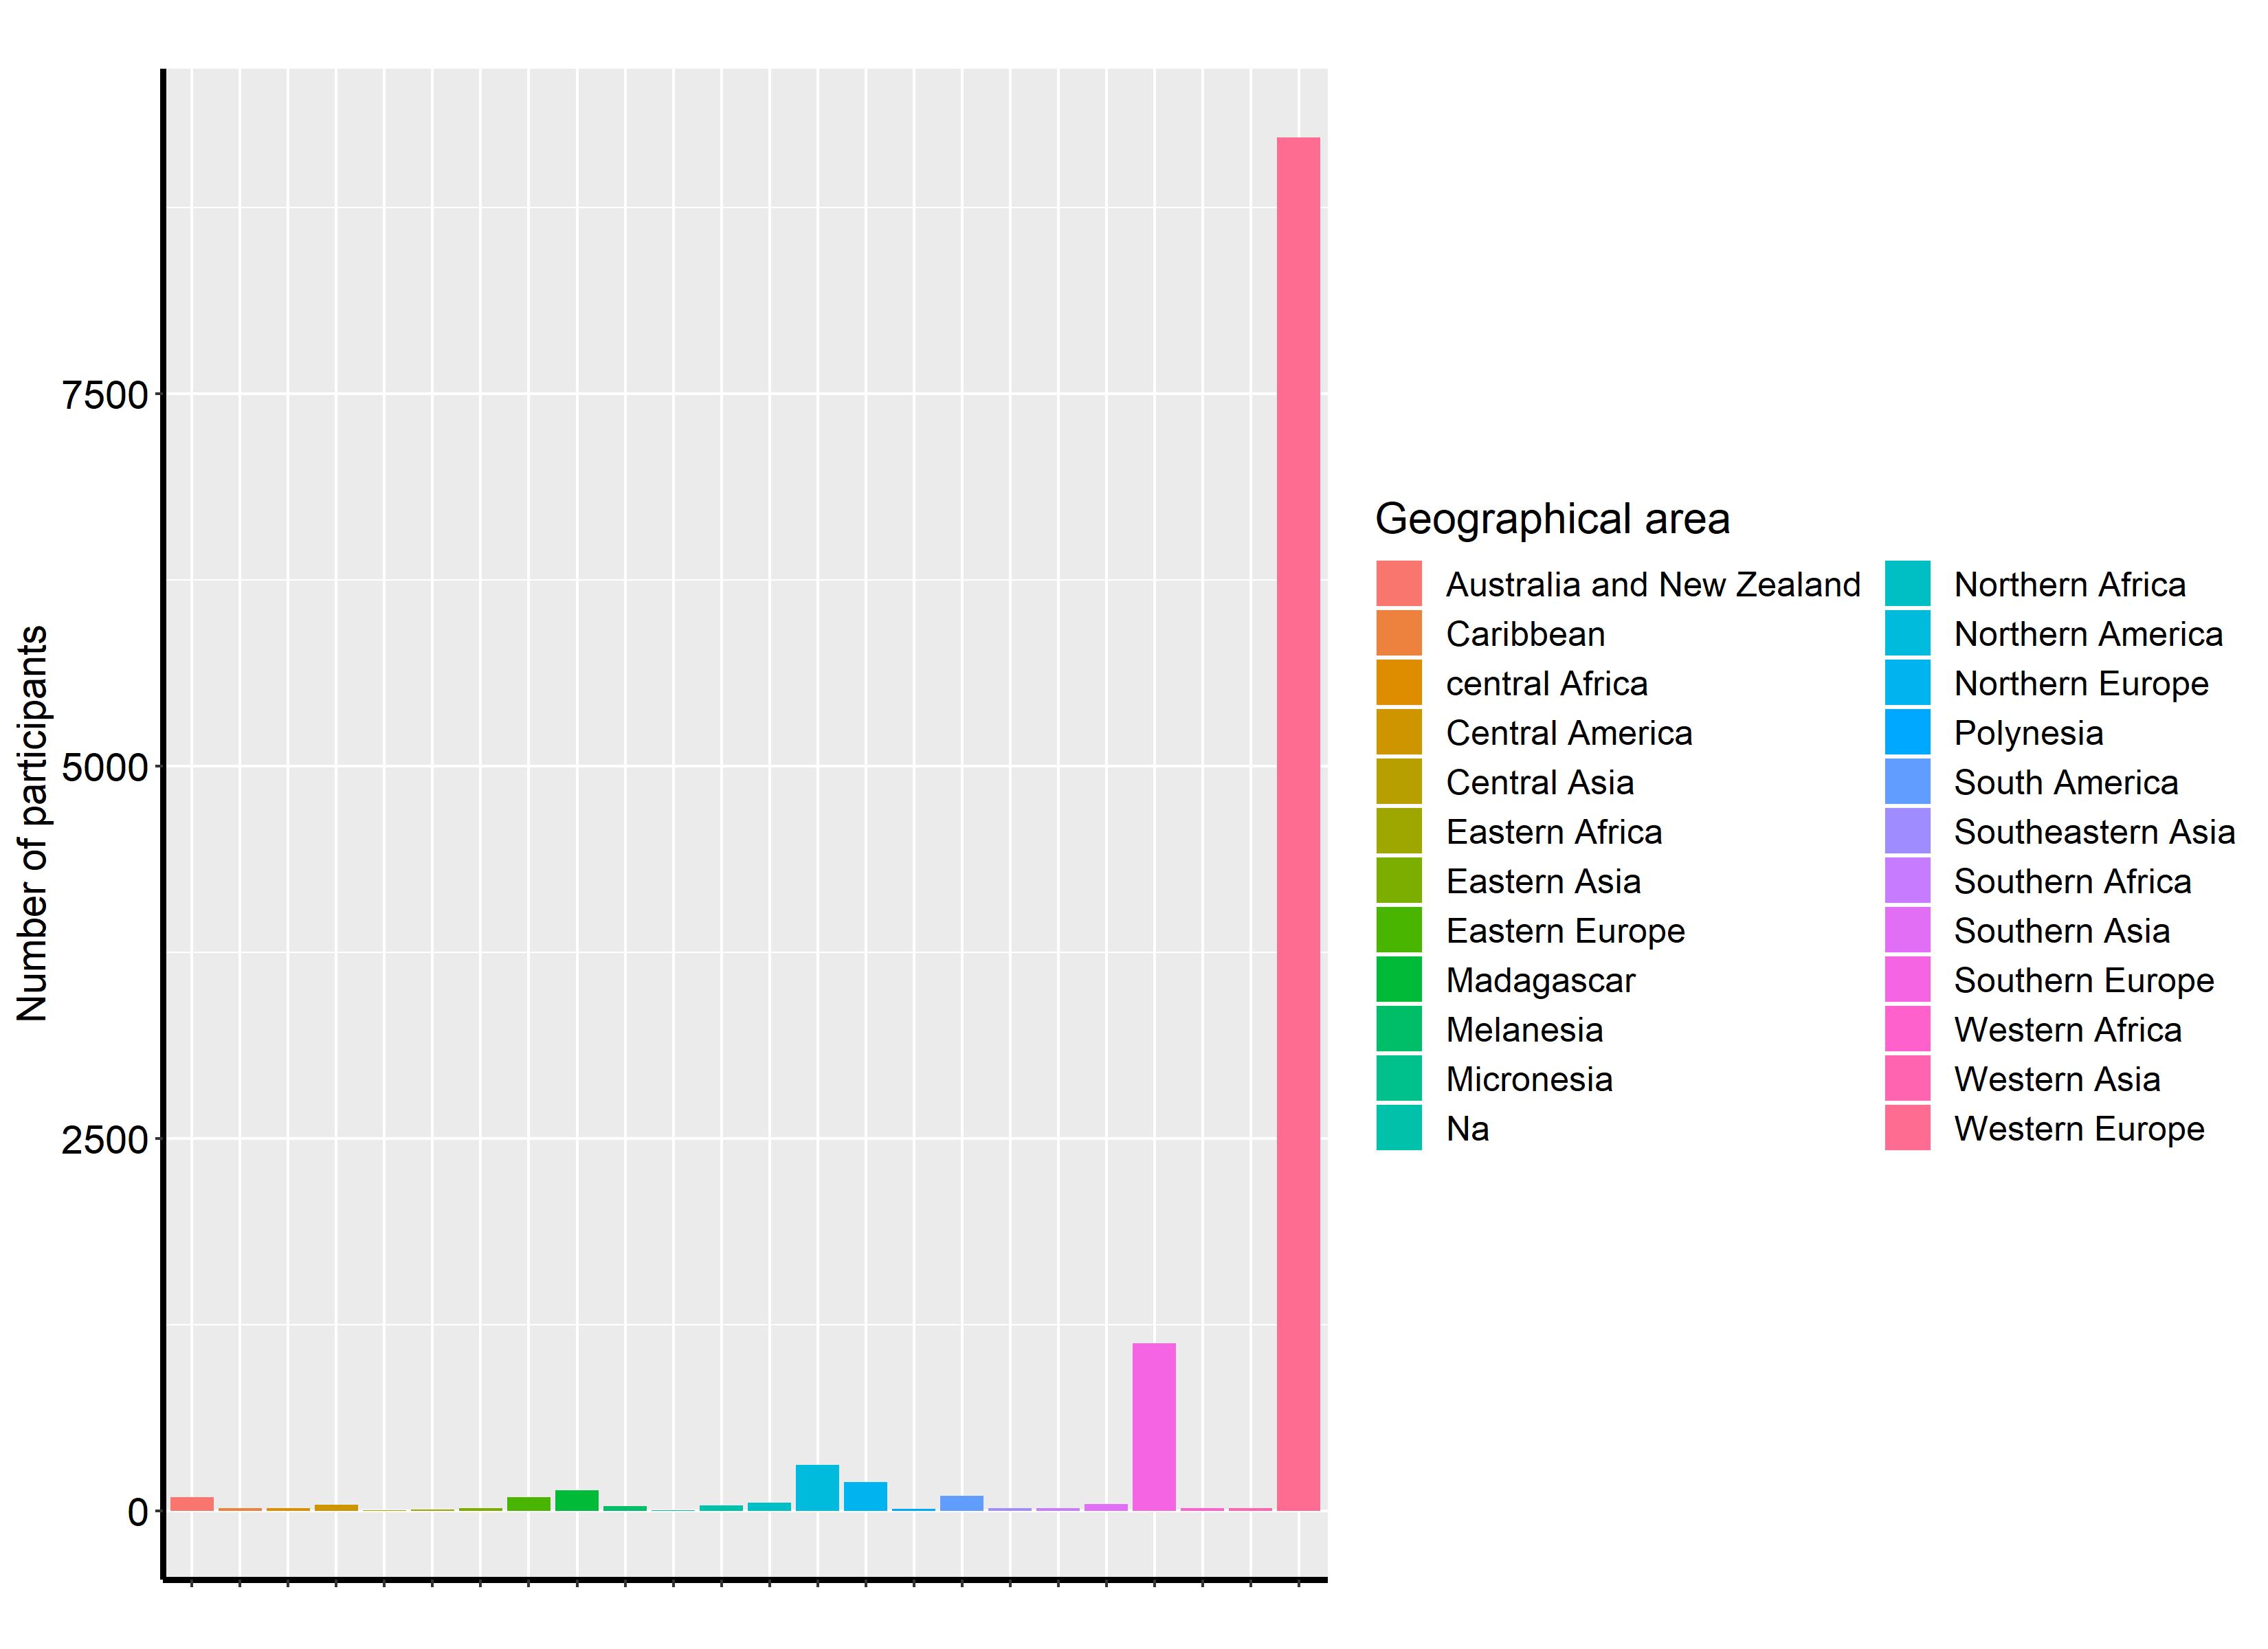 Number of participants
7500
5000
2500
0
Geographical area
Australia and New Zealand
Caribbean
central Africa
Central America
Central Asia
Eastern Africa
Eastern Asia
Eastern Europe
Madagascar
Melanesia
Micronesia
Na
Northern Africa
Northern America
Northern Europe
Polynesia
South America
Southeastern Asia
Southern Africa
Southern Asia
Southern Europe
Western Africa
Western Asia
Western Europe